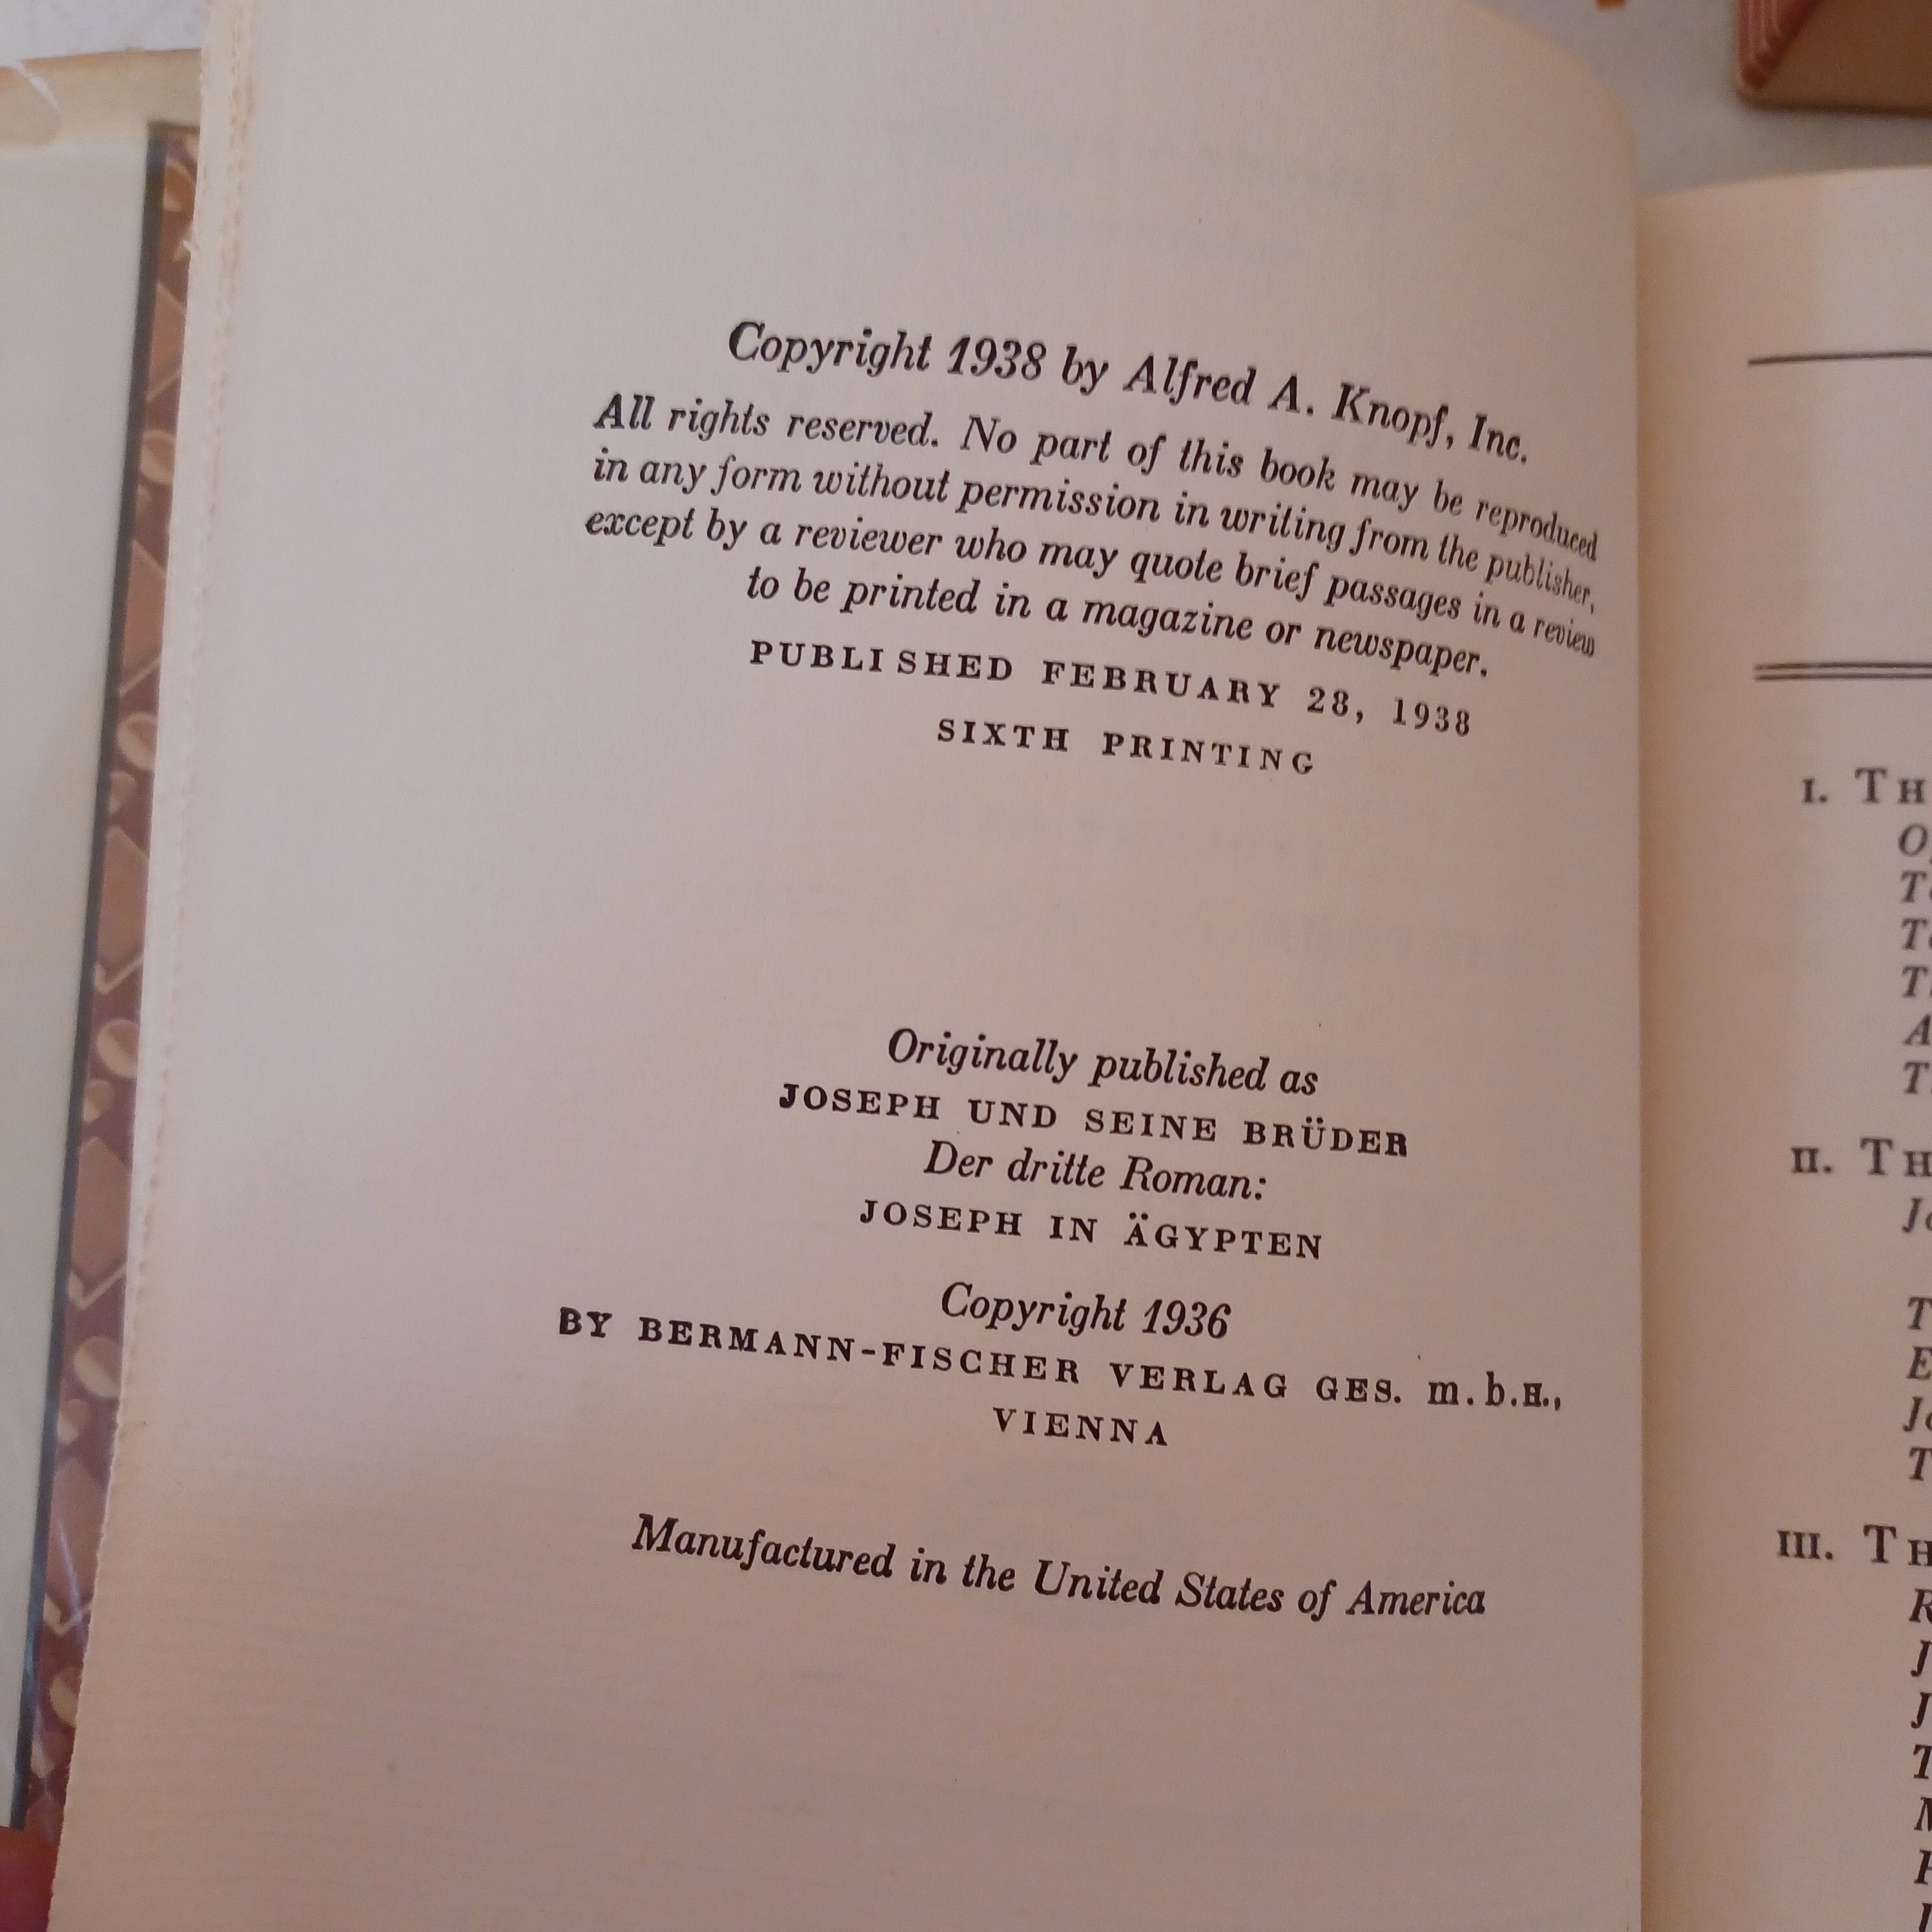 Copyright 1938 by Alfred A. Knopf, Inc.
All rights reserved. No part of this book may be reproduced
in any form without permission in writing from the publisher,
except by a reviewer who may quote brief passages in a review
to be printed in a magazine or newspaper.
PUBLISHED FEBRUARY 28, 1938
SIXTH PRINTING
Originally published as
JOSEPH UND SEINE BRÜDER
Der dritte Roman:
JOSEPH IN ÄGYPTEN
Copyright 1936
BY BERMANN-FISCHER VERLAG GES. m.b.H.,
VIENNA
Manufactured in the United States of America
I.
II.
III.